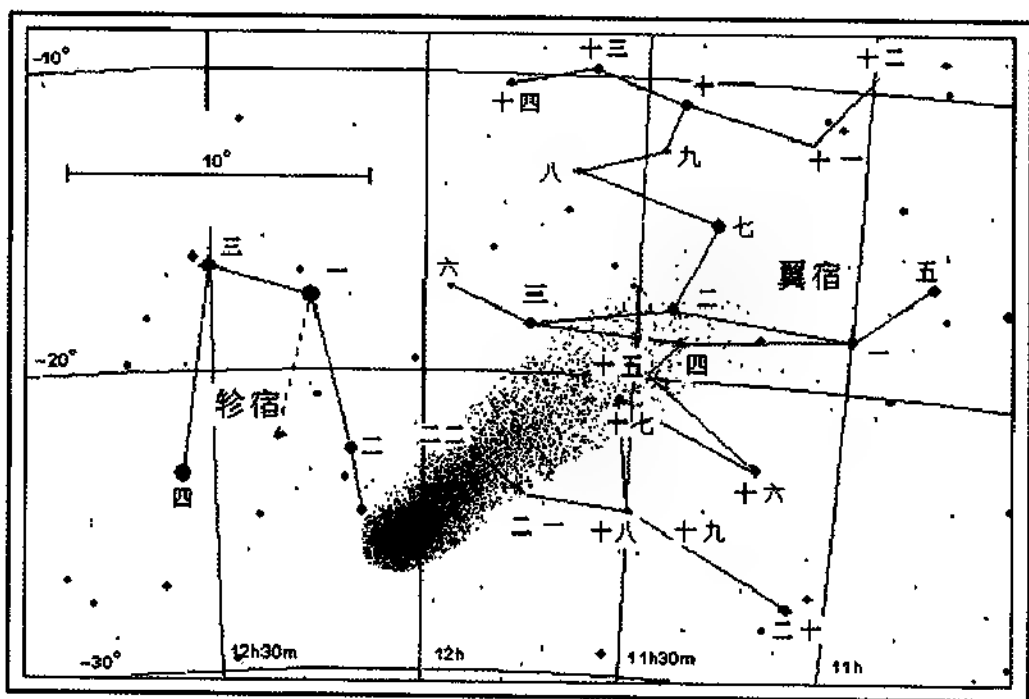 十三
-10°
十二
十
十四
十一
10°
九
八
七
三
一
六
翼宿
五
三
二
一
-20°
十五
四
轸宿
十七
二二
二
十六
四
二一
十八
十九
二十
-30°
12h30m
12h
11h30m
11h